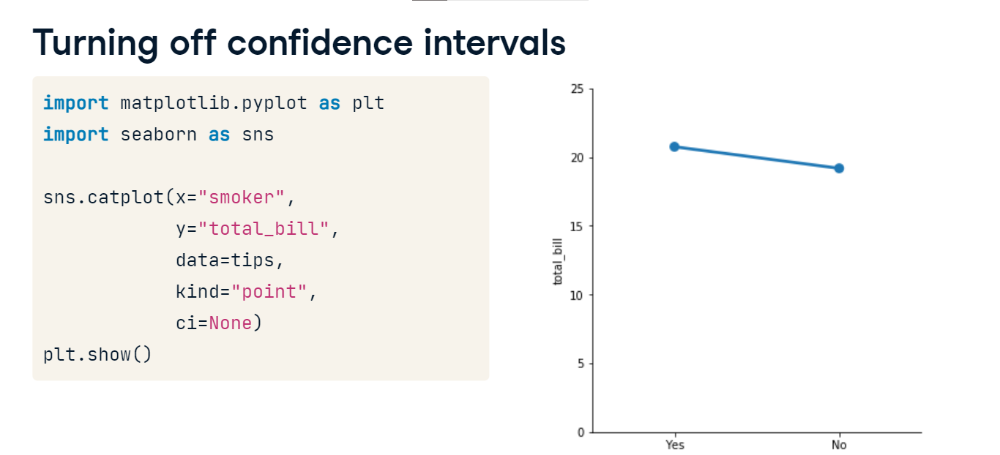 Turning off confidence intervals
import matplotlib.pyplot as plt
import seaborn as sns
sns.catplot(x="smoker",
            y="total_bill",
            data=tips,
            kind="point",
            ci=None)
plt.show()
25
20
15
10
5
0
total_bill
Yes No